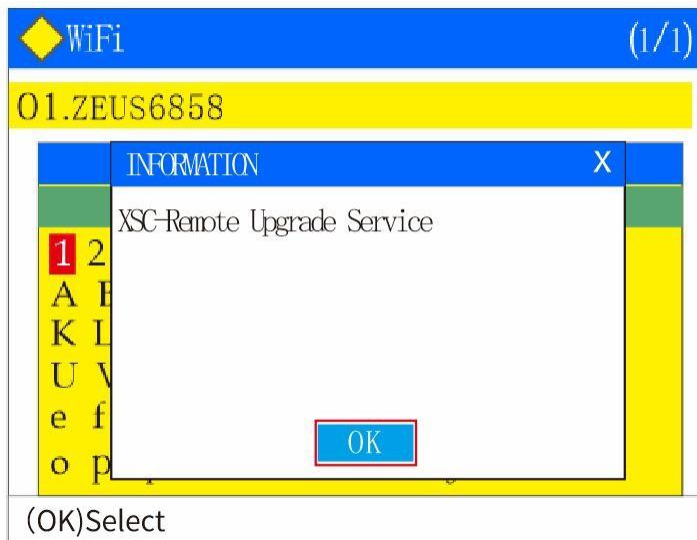 WiFi (1/1)
01.ZEUS6858
INFORMATION X
XSC-Remote Upgrade Service
1 2
A
K L
U V
e f
o p
OK
(OK)Select